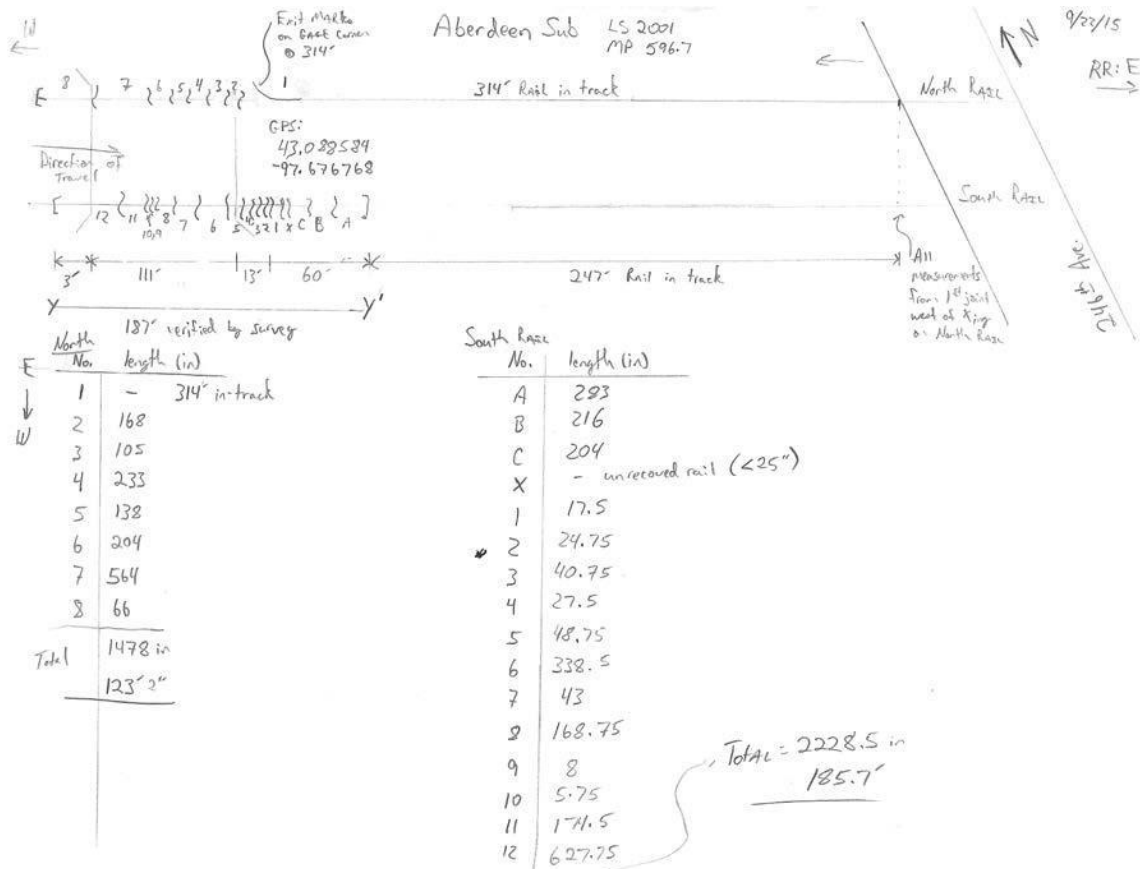 Aberdeen Sub LS 2001
MP 596.7
9/23/15
N
RR: E
W
Exit Marks
on East Corner
@ 314'
E 8 7 6 5 4 3 2 1
314' Rail in track
North RAIL
GPS:
43.088584
-97.676768
Direction of
Travel
South RAIL
12 11 10,9 8 7 6 5 4 3 2 1 X C B A
3' 111' 13' 60'
247' Rail in track
All
measurements
from 1st joint
west of Xing
on North RAIL
246th Ave.
Y Y'
187' verified by survey
North
No. length (in)
E
W
1 - 314' in-track
2 168
3 105
4 233
5 138
6 204
7 564
8 66
Total 1478 in
123' 2"
South RAIL
No. length (in)
A 283
B 216
C 204
X - unrecoved rail (<25")
1 17.5
2 24.75
3 40.75
4 27.5
5 48.75
6 338.5
7 43
8 168.75
9 8
10 5.75
11
12 627.75
TOTAL = 2228.5 in
185.7'